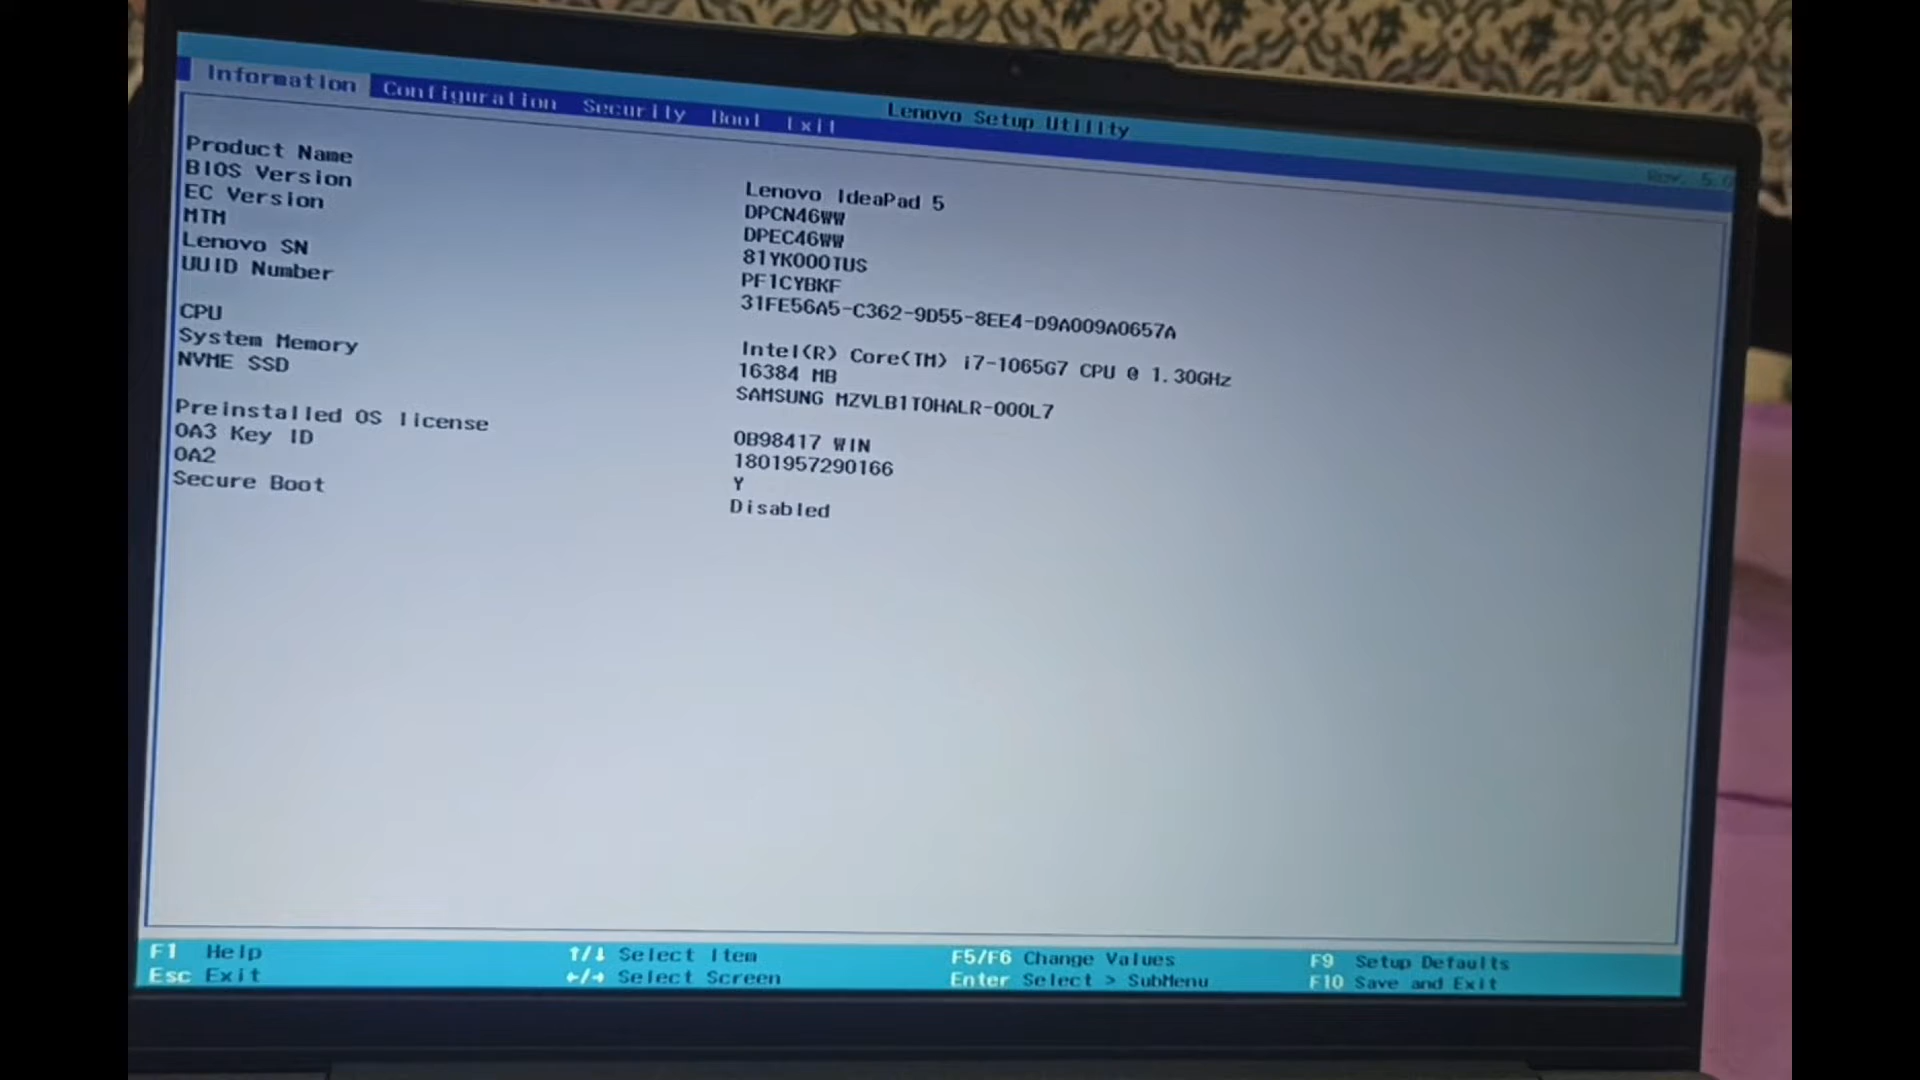 Lenovo Setup Utility
Rev. 5.0
Information Configuration Security Boot Exit
Product Name Lenovo IdeaPad 5
BIOS Version DPCN46WW
EC Version DPEC46WW
MTM 81YK000TUS
Lenovo SN PF1CYBKF
UUID Number 31FE56A5-C362-9D55-8EE4-D9A009A0657A
CPU Intel(R) Core(TM) i7-1065G7 CPU @ 1.30GHz
System Memory 16384 MB
NVME SSD SAMSUNG MZVLB1T0HALR-000L7
Preinstalled OS license 0B98417 WIN
OA3 Key ID 1801957290166
OA2 Y
Secure Boot Disabled
F1 Help ↑/↓ Select Item F5/F6 Change Values F9 Setup Defaults
Esc Exit ←/→ Select Screen Enter Select > SubMenu F10 Save and Exit